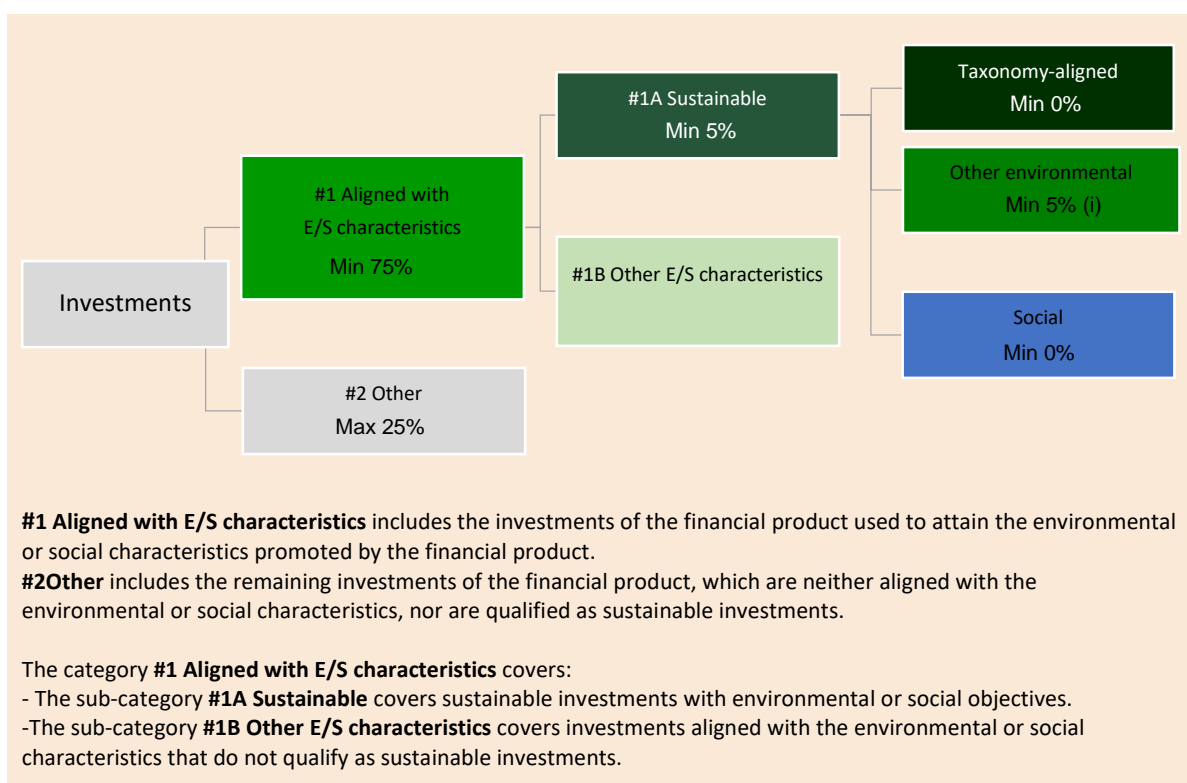 Taxonomy-aligned
Min 0%
#1A Sustainable
Min 5%
Other environmental
Min 5% (i)
#1 Aligned with
E/S characteristics
Min 75%
#1B Other E/S characteristics
Investments
Social
Min 0%
#2 Other
Max 25%
#1 Aligned with E/S characteristics includes the investments of the financial product used to attain the environmental
or social characteristics promoted by the financial product.
#2Other includes the remaining investments of the financial product, which are neither aligned with the
environmental or social characteristics, nor are qualified as sustainable investments.
The category #1 Aligned with E/S characteristics covers:
- The sub-category #1A Sustainable covers sustainable investments with environmental or social objectives.
-The sub-category #1B Other E/S characteristics covers investments aligned with the environmental or social
characteristics that do not qualify as sustainable investments.